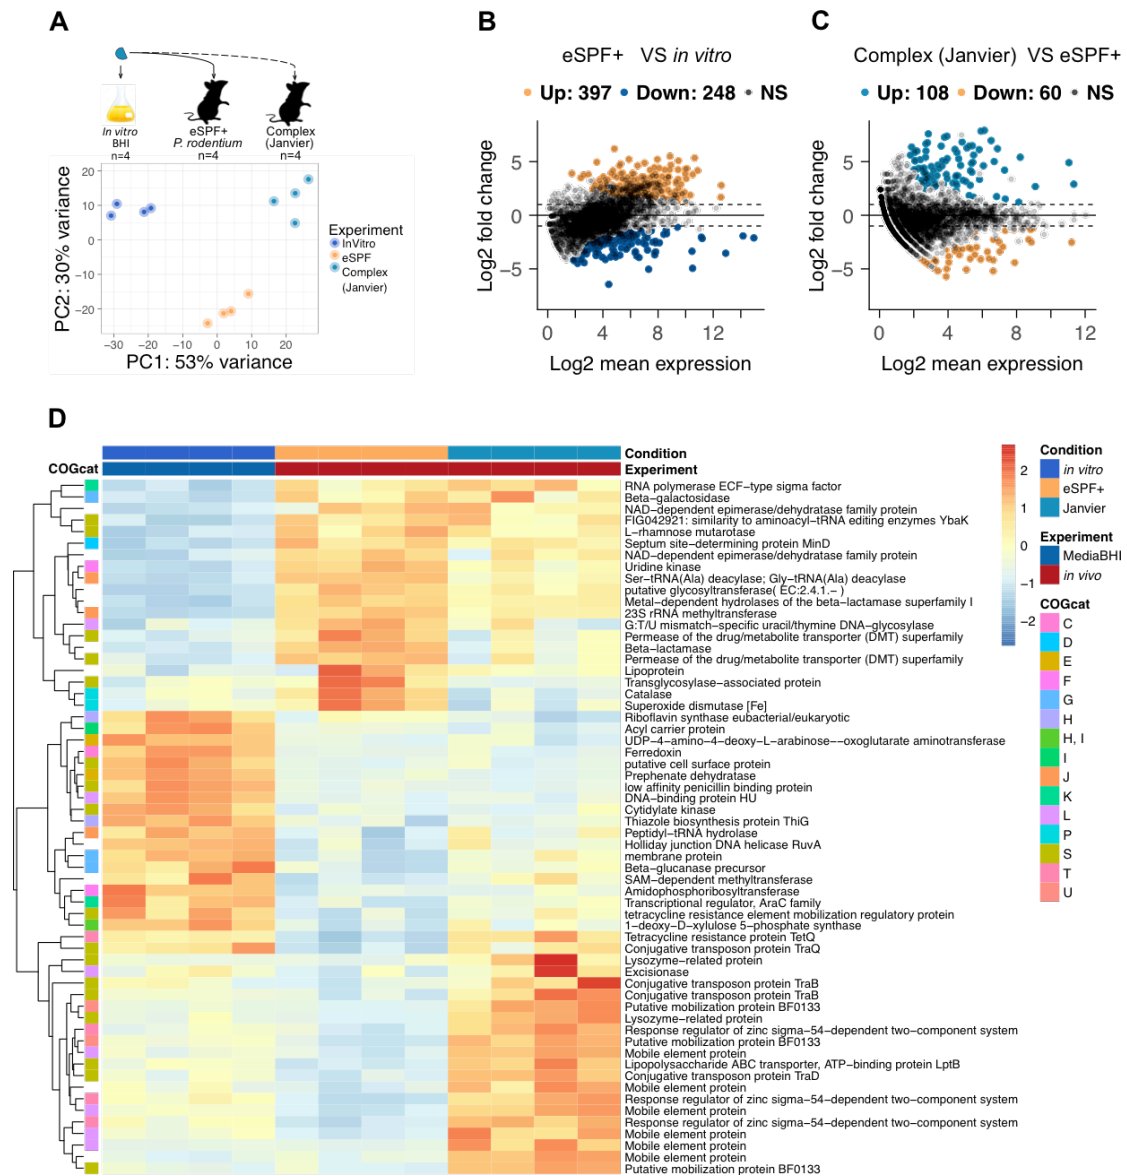 A
In vitro
BHI
n=4
eSPF+
P. rodentium
n=4
Complex
(Janvier)
n=4
20
10
0
−10
−20
PC2: 30% variance
−30
−20
−10
0
10
20
PC1: 53% variance
Experiment
InVitro
eSPF
Complex
(Janvier)
B
eSPF+ VS in vitro
Up: 397 Down: 248 NS
5
0
−5
Log2 fold change
0
4
8
12
Log2 mean expression
C
Complex (Janvier) VS eSPF+
Up: 108 Down: 60 NS
5
0
−5
Log2 fold change
0
4
8
12
Log2 mean expression
D
Condition
COGcat
Experiment
RNA polymerase ECF−type sigma factor
Beta−galactosidase
NAD−dependent epimerase/dehydratase family protein
FIG042921: similarity to aminoacyl−tRNA editing enzymes YbaK
L−rhamnose mutarotase
Septum site−determining protein MinD
NAD−dependent epimerase/dehydratase family protein
Uridine kinase
Ser−tRNA(Ala) deacylase; Gly−tRNA(Ala) deacylase
putative glycosyltransferase( EC:2.4.1.− )
Metal−dependent hydrolases of the beta−lactamase superfamily I
23S rRNA methyltransferase
G:T/U mismatch−specific uracil/thymine DNA−glycosylase
Permease of the drug/metabolite transporter (DMT) superfamily
Beta−lactamase
Permease of the drug/metabolite transporter (DMT) superfamily
Lipoprotein
Transglycosylase−associated protein
Catalase
Superoxide dismutase [Fe]
Riboflavin synthase eubacterial/eukaryotic
Acyl carrier protein
UDP−4−amino−4−deoxy−L−arabinose−−oxoglutarate aminotransferase
Ferredoxin
putative cell surface protein
Prephenate dehydratase
low affinity penicillin binding protein
DNA−binding protein HU
Cytidylate kinase
Thiazole biosynthesis protein ThiG
Peptidyl−tRNA hydrolase
Holliday junction DNA helicase RuvA
membrane protein
Beta−glucanase precursor
SAM−dependent methyltransferase
Amidophosphoribosyltransferase
Transcriptional regulator, AraC family
tetracycline resistance element mobilization regulatory protein
1−deoxy−D−xylulose 5−phosphate synthase
Tetracycline resistance protein TetQ
Conjugative transposon protein TraQ
Lysozyme−related protein
Excisionase
Conjugative transposon protein TraB
Conjugative transposon protein TraB
Putative mobilization protein BF0133
Lysozyme−related protein
Response regulator of zinc sigma−54−dependent two−component system
Putative mobilization protein BF0133
Mobile element protein
Lipopolysaccharide ABC transporter, ATP−binding protein LptB
Conjugative transposon protein TraD
Mobile element protein
Response regulator of zinc sigma−54−dependent two−component system
Mobile element protein
Response regulator of zinc sigma−54−dependent two−component system
Mobile element protein
Mobile element protein
Mobile element protein
Putative mobilization protein BF0133
2
1
0
−1
−2
Condition
in vitro
eSPF+
Janvier
Experiment
MediaBHI
in vivo
COGcat
C
D
E
F
G
H
H, I
I
J
K
L
P
S
T
U